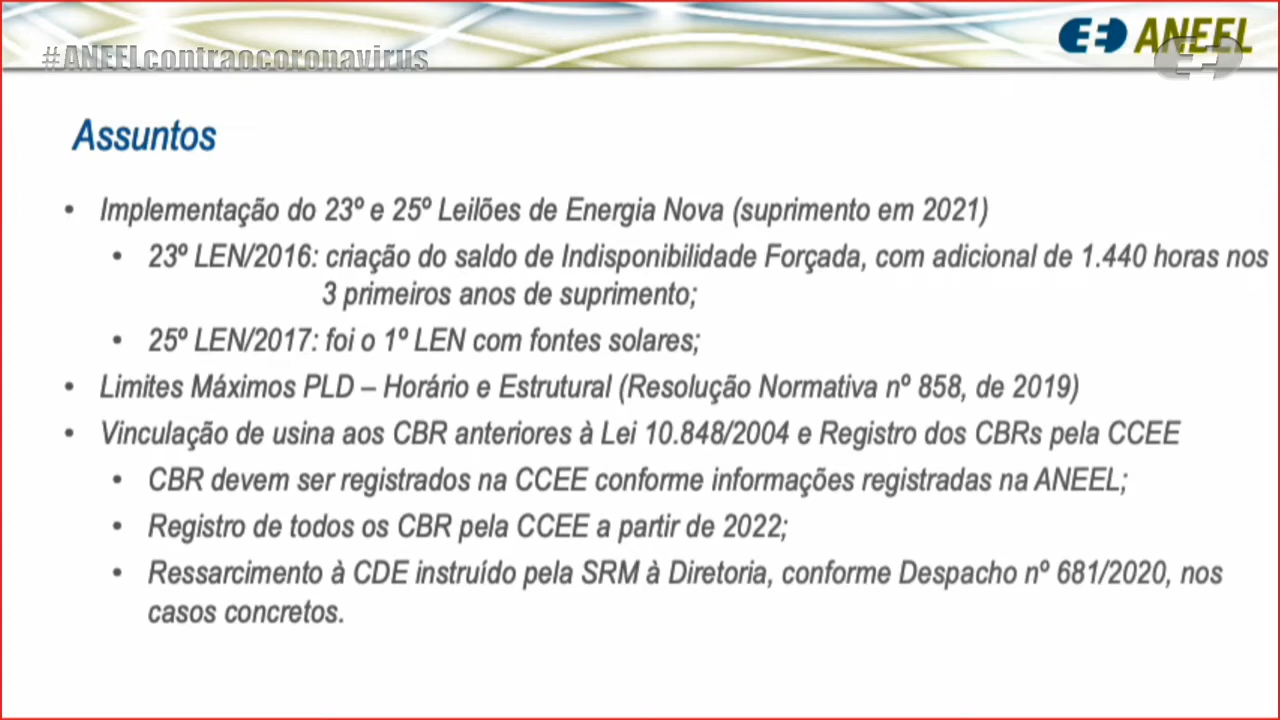 #ANEELcontraocoronavirus
ANEEL
Assuntos
• Implementação do 23º e 25º Leilões de Energia Nova (suprimento em 2021)
• 23º LEN/2016: criação do saldo de Indisponibilidade Forçada, com adicional de 1.440 horas nos
3 primeiros anos de suprimento;
• 25º LEN/2017: foi o 1º LEN com fontes solares;
• Limites Máximos PLD – Horário e Estrutural (Resolução Normativa nº 858, de 2019)
• Vinculação de usina aos CBR anteriores à Lei 10.848/2004 e Registro dos CBRs pela CCEE
• CBR devem ser registrados na CCEE conforme informações registradas na ANEEL;
• Registro de todos os CBR pela CCEE a partir de 2022;
• Ressarcimento à CDE instruído pela SRM à Diretoria, conforme Despacho nº 681/2020, nos
casos concretos.